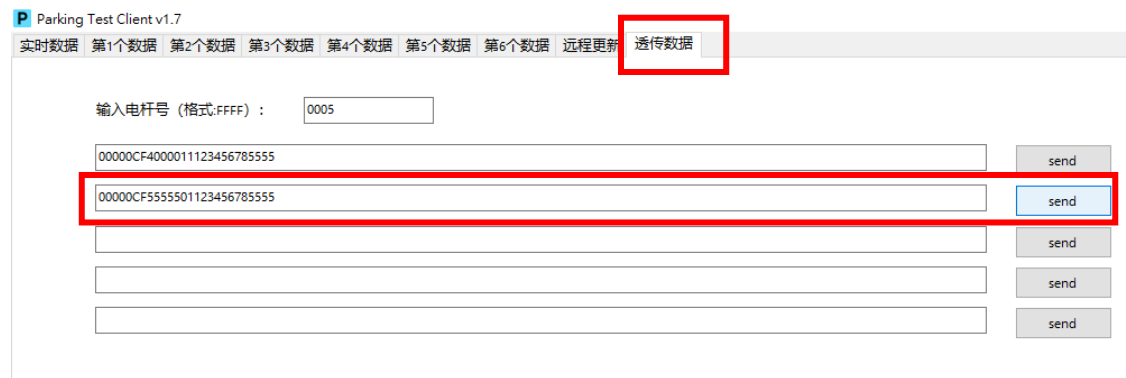 P Parking Test Client v1.7
实时数据 第1个数据 第2个数据 第3个数据 第4个数据 第5个数据 第6个数据 远程更新 透传数据
输入电杆号（格式:FFFF）： 0005
00000CF4000011123456785555 send
00000CF5555501123456785555 send
send
send
send